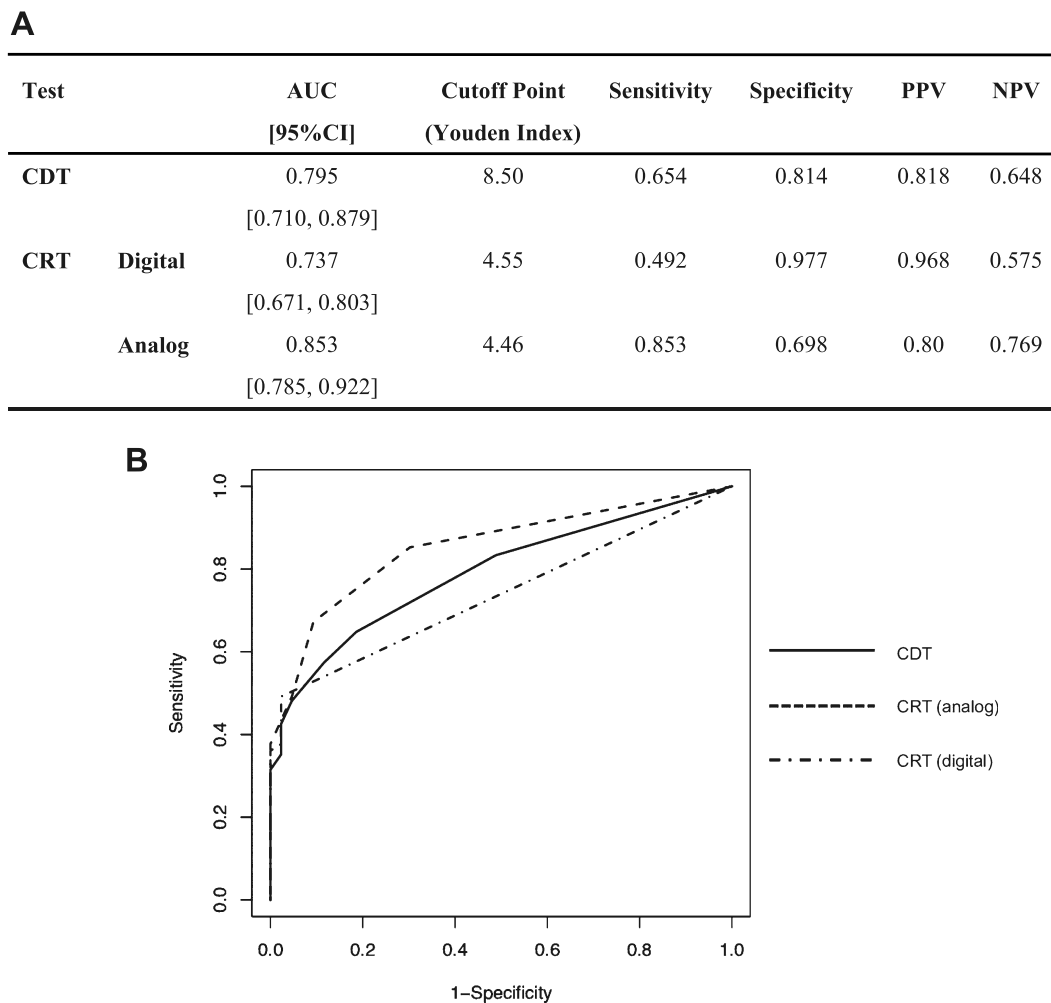 A
Test AUC Cutoff Point Sensitivity Specificity PPV NPV
[95%CI] (Youden Index)
CDT 0.795 8.50 0.654 0.814 0.818 0.648
[0.710, 0.879]
CRT Digital 0.737 4.55 0.492 0.977 0.968 0.575
[0.671, 0.803]
Analog 0.853 4.46 0.853 0.698 0.80 0.769
[0.785, 0.922]
B
1.0
0.8
0.6
0.4
0.2
0.0
Sensitivity
0.0 0.2 0.4 0.6 0.8 1.0
1−Specificity
CDT
CRT (analog)
CRT (digital)